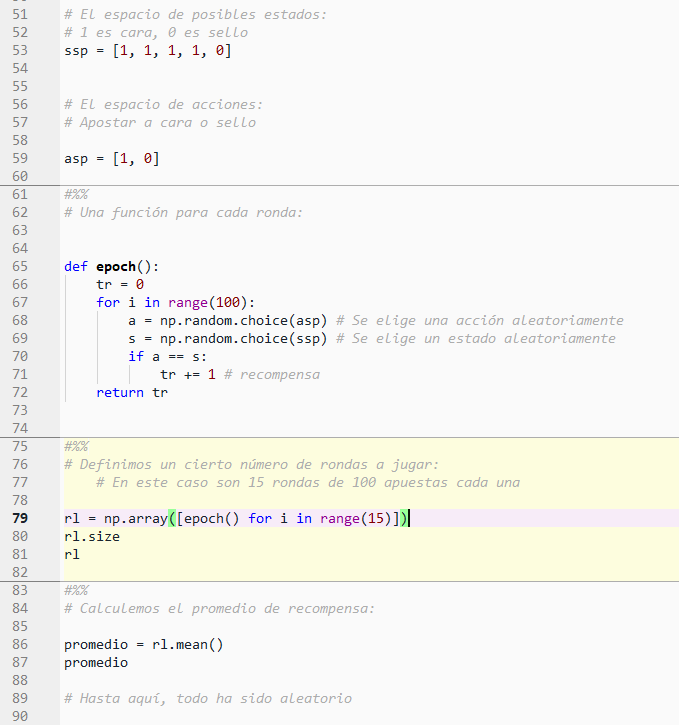 51 # El espacio de posibles estados:
52 # 1 es cara, 0 es sello
53 ssp = [1, 1, 1, 1, 0]
54
55
56 # El espacio de acciones:
57 # Apostar a cara o sello
58
59 asp = [1, 0]
60
61 #%%
62 # Una función para cada ronda:
63
64
65 def epoch():
66     tr = 0
67     for i in range(100):
68         a = np.random.choice(asp) # Se elige una acción aleatoriamente
69         s = np.random.choice(ssp) # Se elige un estado aleatoriamente
70         if a == s:
71             tr += 1 # recompensa
72     return tr
73
74
75 #%%
76 # Definimos un cierto número de rondas a jugar:
77     # En este caso son 15 rondas de 100 apuestas cada una
78
79 rl = np.array([epoch() for i in range(15)])
80 rl.size
81 rl
82
83 #%%
84 # Calculemos el promedio de recompensa:
85
86 promedio = rl.mean()
87 promedio
88
89 # Hasta aquí, todo ha sido aleatorio
90